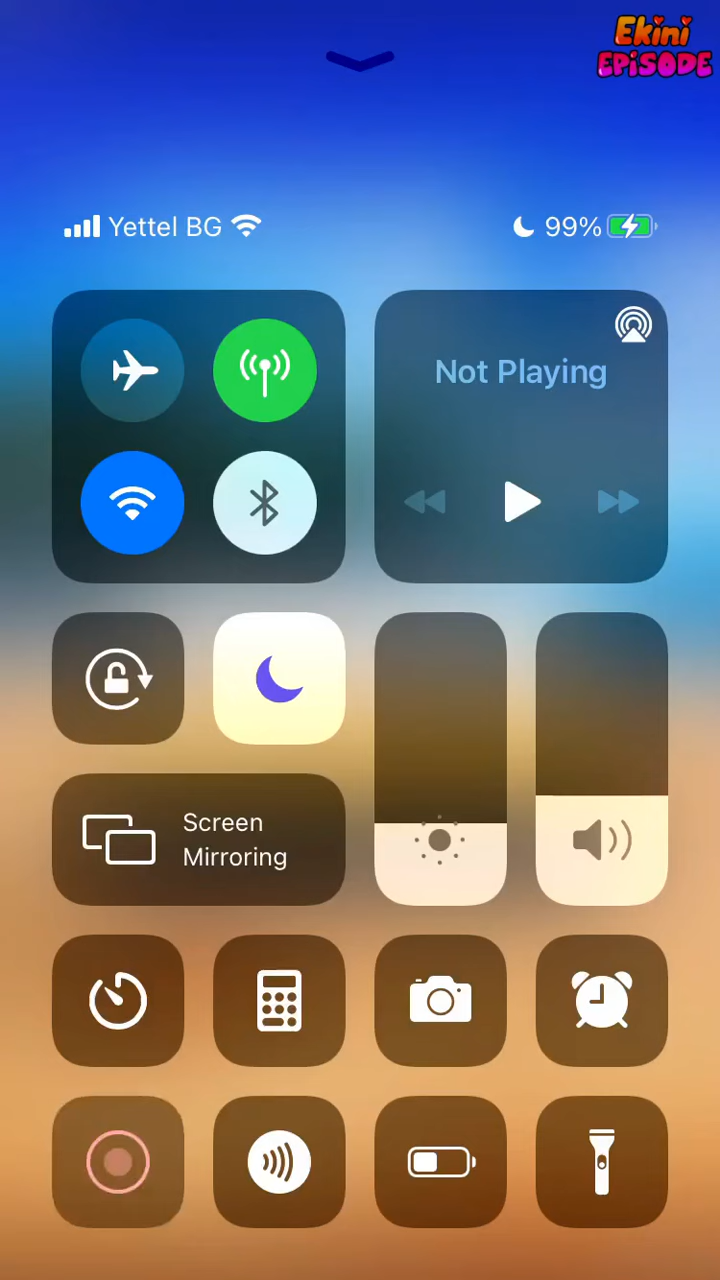 Ekini
EPiSODE
Yettel BG
99%
Not Playing
Screen
Mirroring